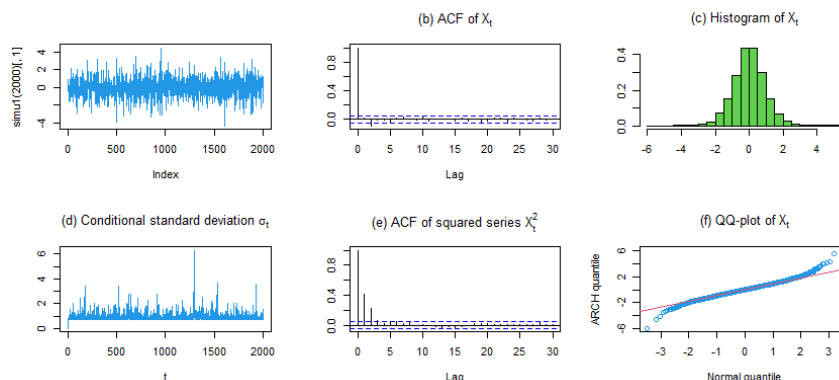 (b) ACF of Xt
(c) Histogram of Xt
simuf(2000)[, 1]
-4 0 2 4
0 500 1000 1500 2000
Index
0.0 0.4 0.8
0 5 10 15 20 25 30
Lag
0.0 0.2 0.4
-6 -4 -2 0 2 4
(d) Conditional standard deviation σt
(e) ACF of squared series Xt²
(f) QQ-plot of Xt
0 2 4 6
0 500 1000 1500 2000
t
0.0 0.4 0.8
0 5 10 15 20 25 30
Lag
ARCH quantile
-6 -2 2 6
-3 -2 -1 0 1 2 3
Normal quantile